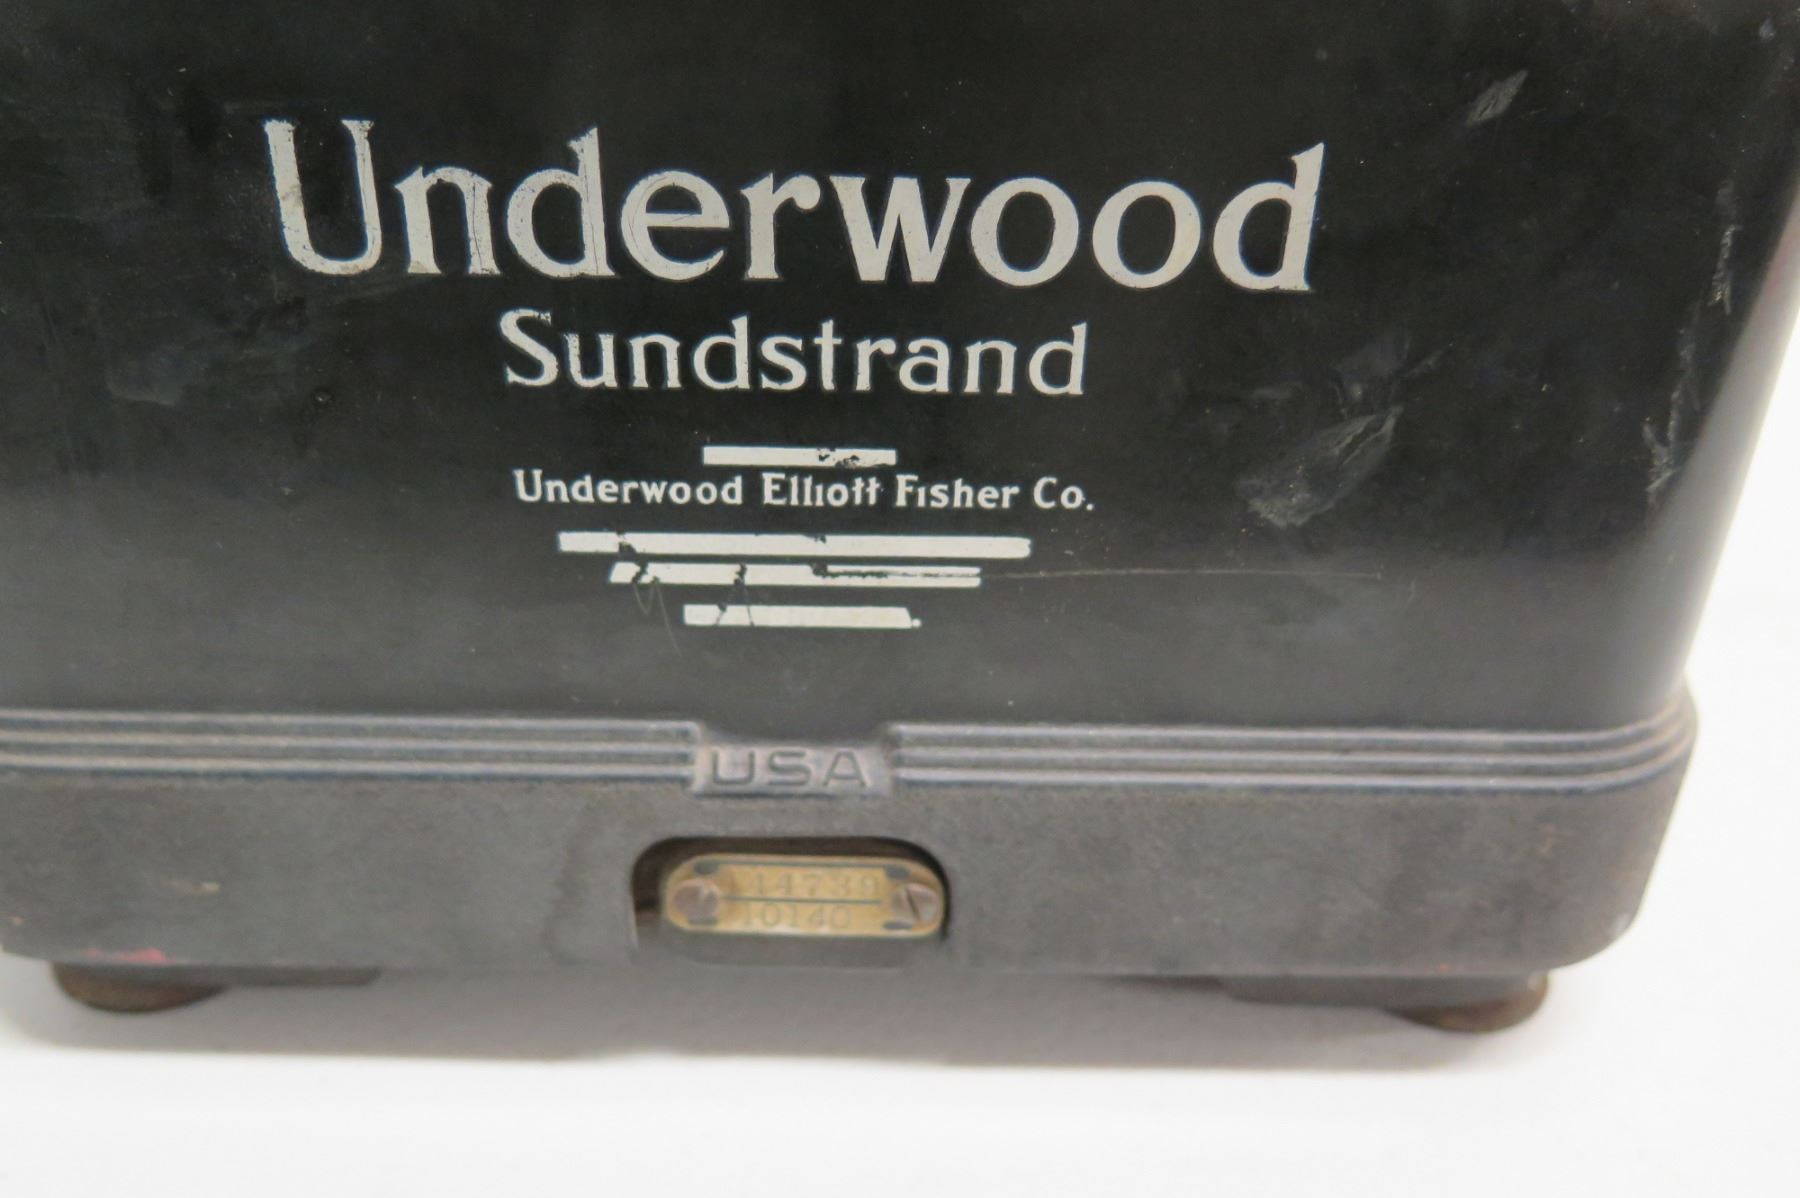 Underwood
Sundstrand
Underwood Elliott Fisher Co.
USA
10140